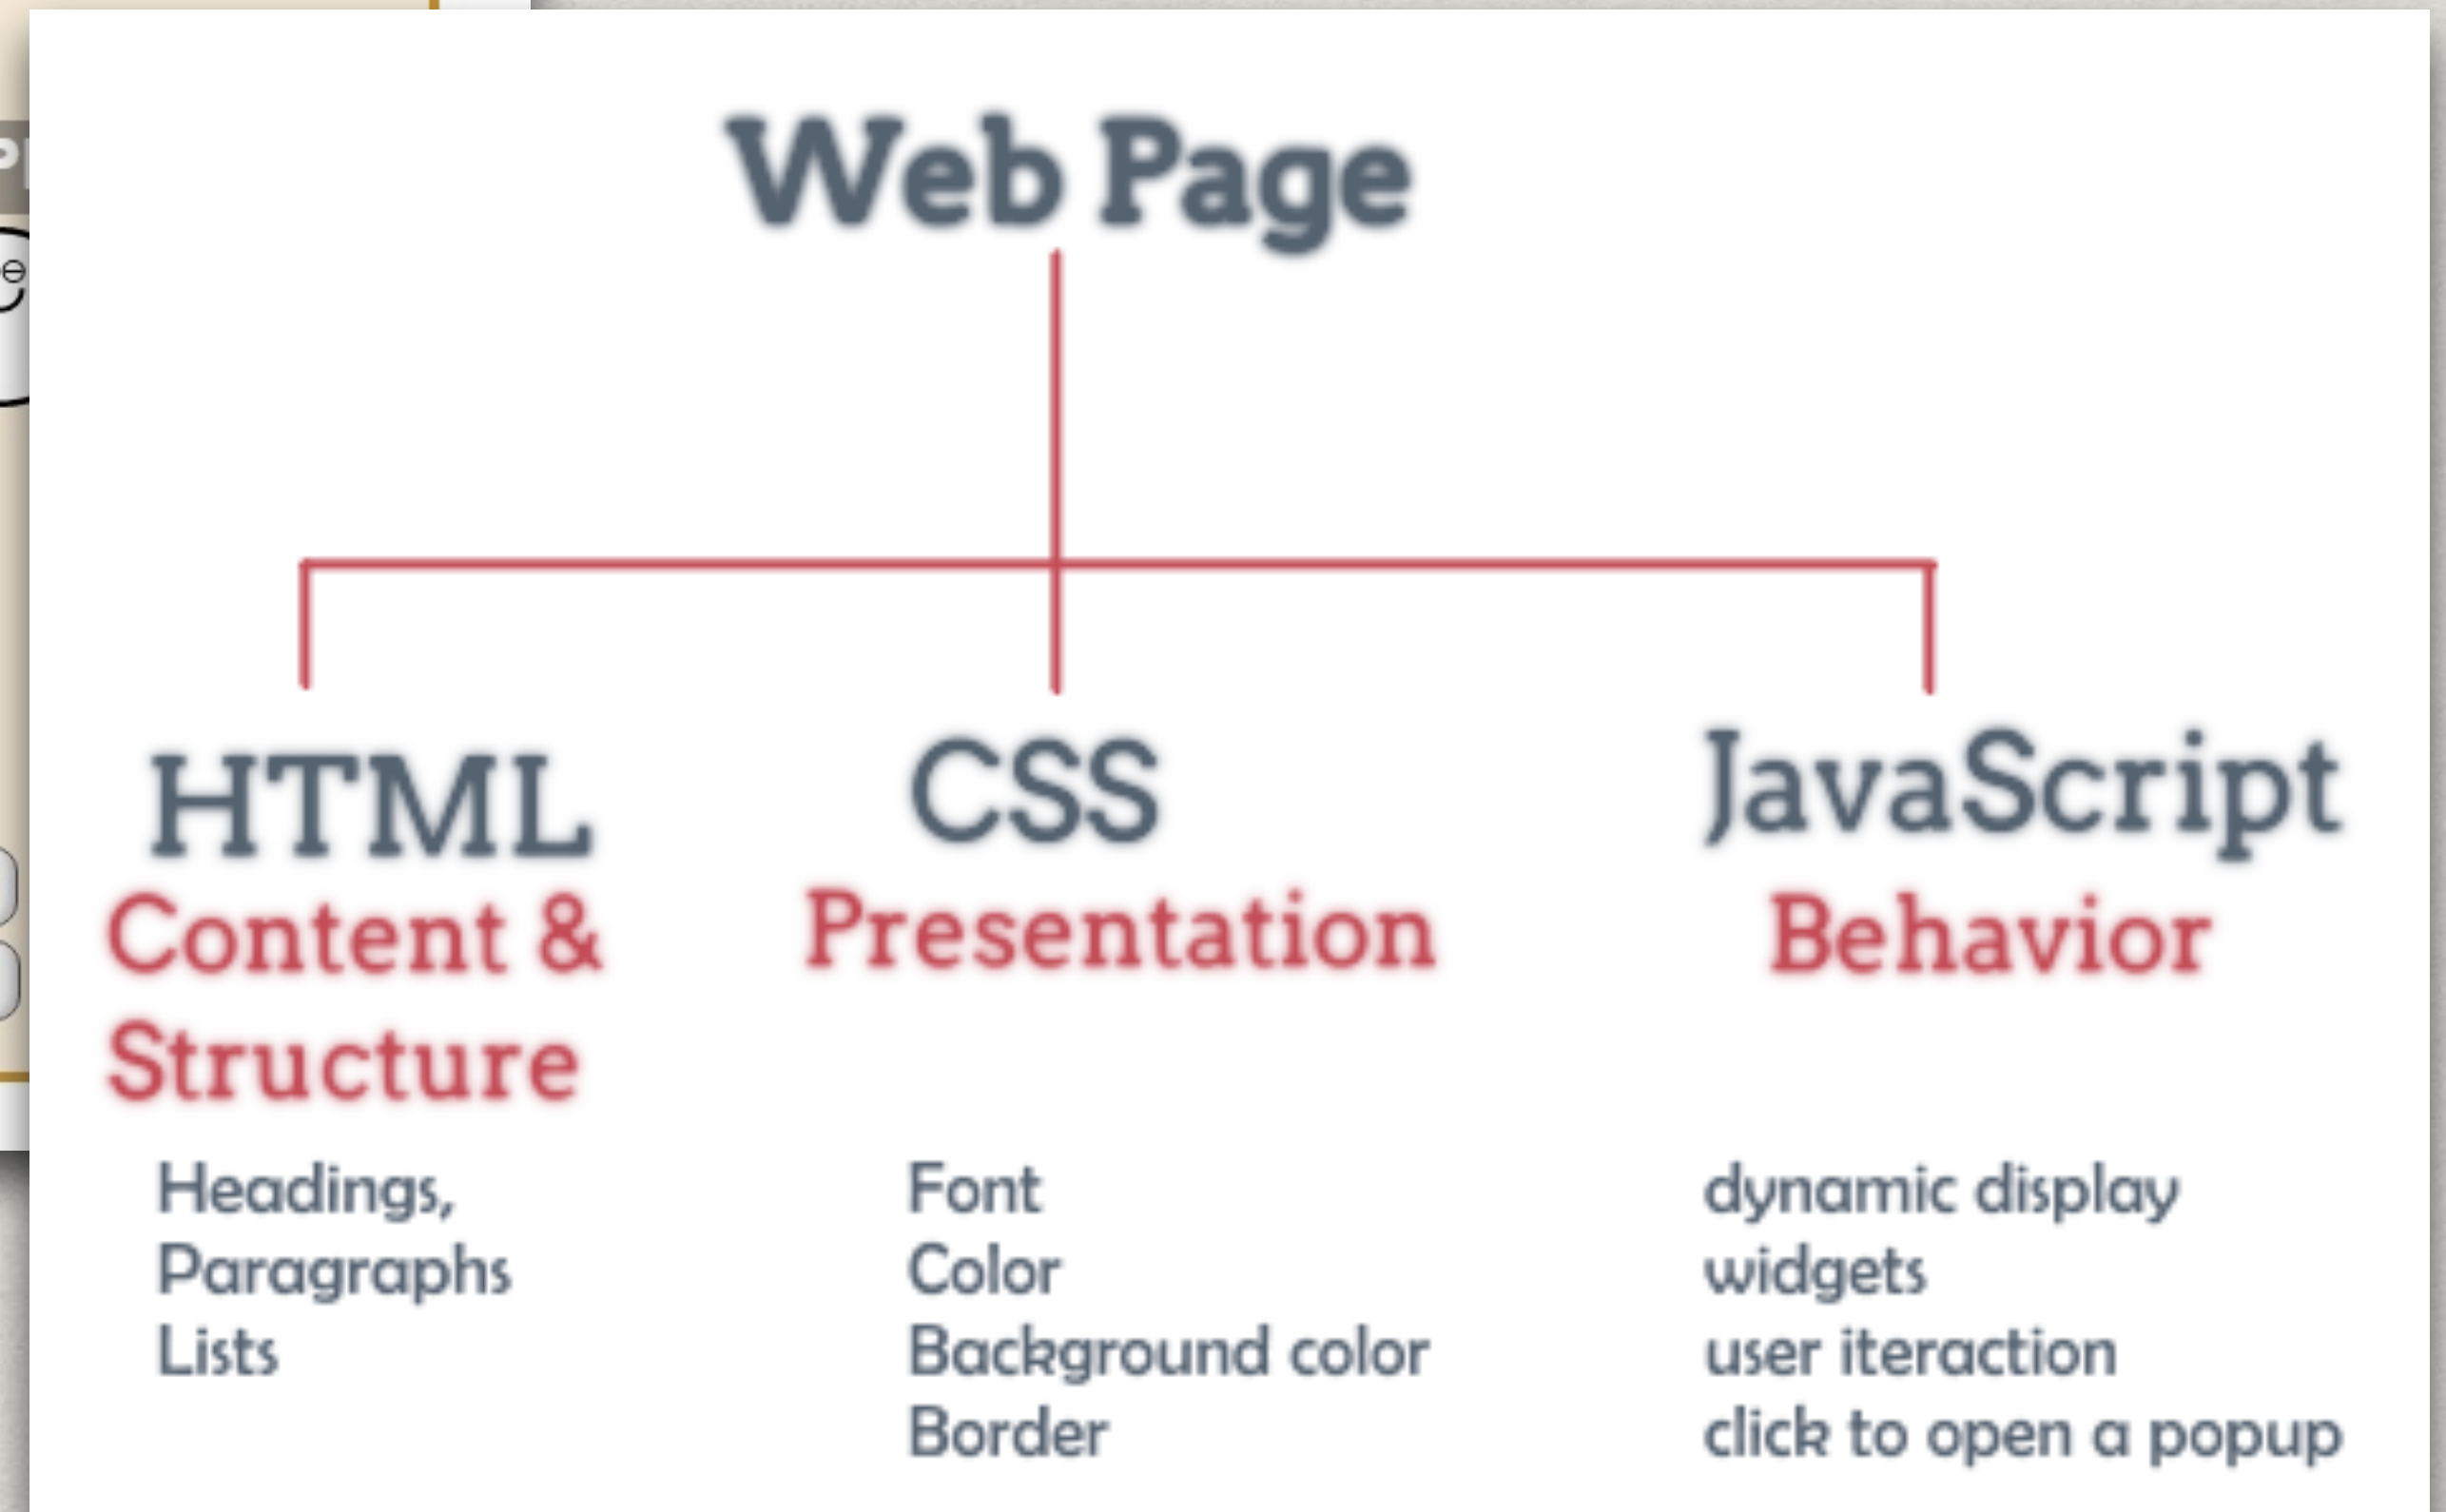 Web Page
HTML
Content &
Structure
Headings,
Paragraphs
Lists
CSS
Presentation
Font
Color
Background color
Border
JavaScript
Behavior
dynamic display
widgets
user iteraction
click to open a popup